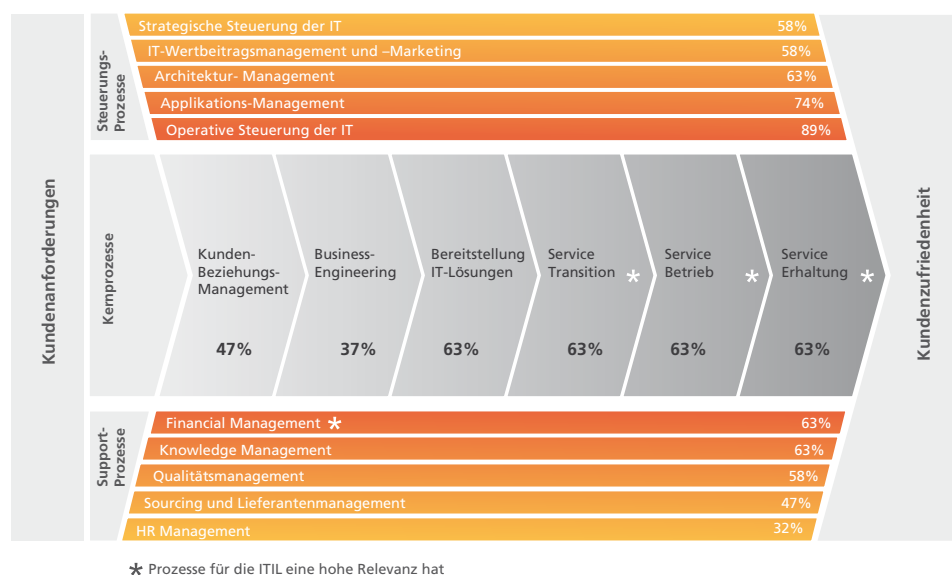 Kundenanforderungen
Steuerungs-
Prozesse
Strategische Steuerung der IT 58%
IT-Wertbeitragsmanagement und –Marketing 58%
Architektur- Management 63%
Applikations-Management 74%
Operative Steuerung der IT 89%
Kernprozesse
Kunden-
Beziehungs-
Management
47%
Business-
Engineering
37%
Bereitstellung
IT-Lösungen
63%
Service
Transition *
63%
Service
Betrieb *
63%
Service
Erhaltung *
63%
Support-
Prozesse
Financial Management * 63%
Knowledge Management 63%
Qualitätsmanagement 58%
Sourcing und Lieferantenmanagement 47%
HR Management 32%
Kundenzufriedenheit
* Prozesse für die ITIL eine hohe Relevanz hat